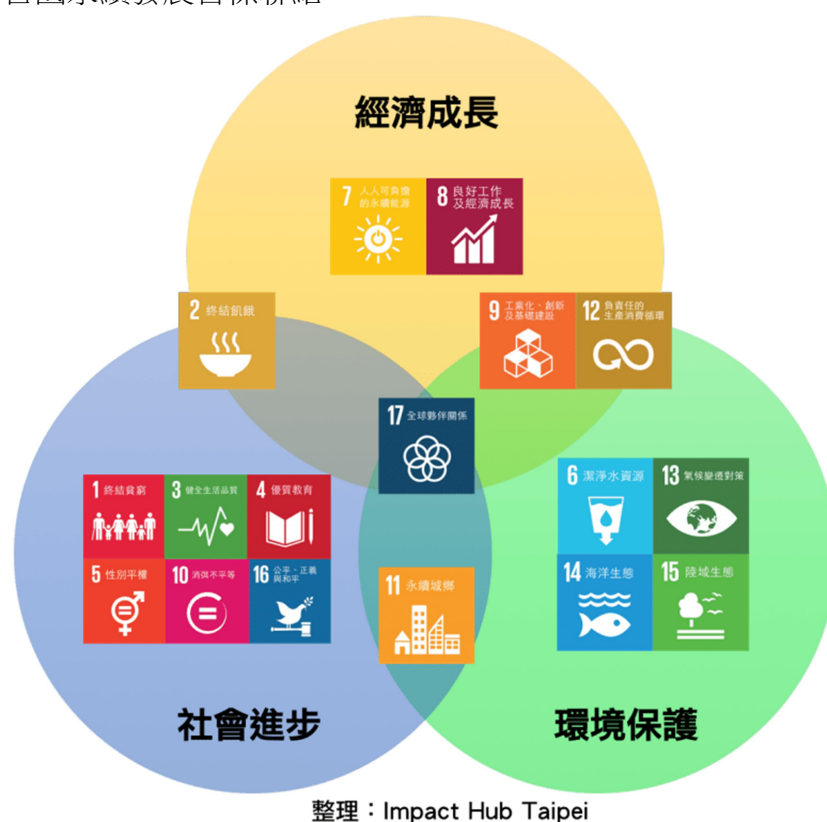 經濟成長
7 人人可負擔
的永續能源
8 良好工作
及經濟成長
2 終結飢餓
9 工業化、創新
及基礎建設
12 負責任的
生產消費循環
17 全球夥伴關係
1 終結貧窮
3 健全生活品質
4 優質教育
5 性別平權
10 消弭不平等
16 公平、正義
與和平
11 永續城鄉
6 潔淨水資源
13 氣候變遷對策
14 海洋生態
15 陸域生態
社會進步
環境保護
整理：Impact Hub Taipei